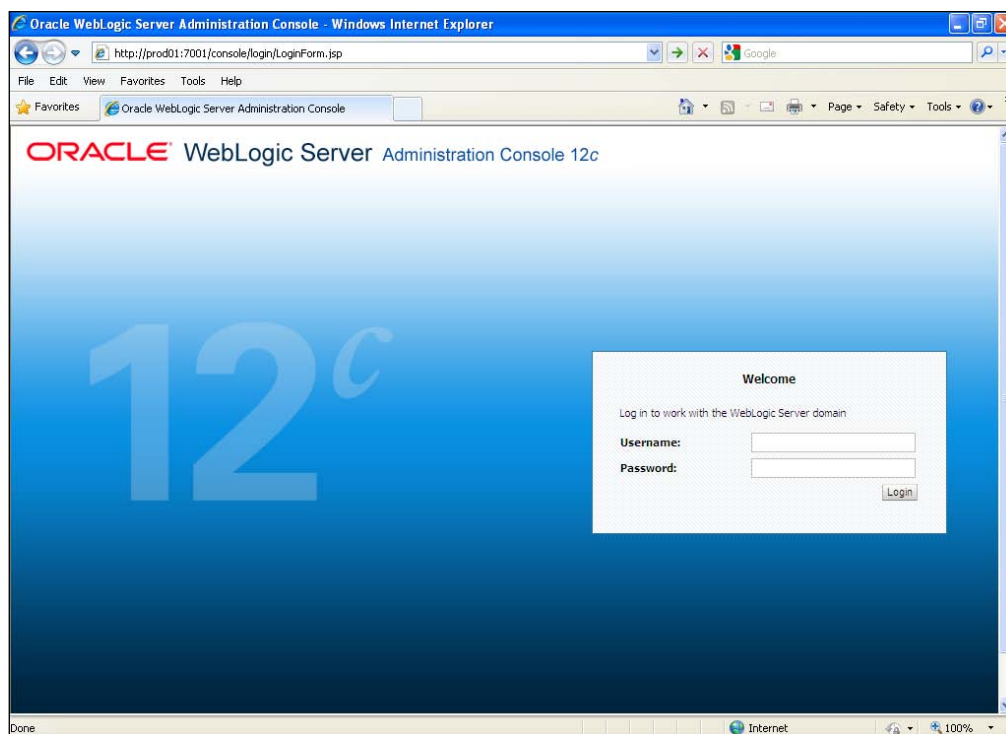 Oracle WebLogic Server Administration Console - Windows Internet Explorer
http://prod01:7001/console/login/LoginForm.jsp
Google
File Edit View Favorites Tools Help
Favorites Oracle WebLogic Server Administration Console Page Safety Tools
ORACLE WebLogic Server Administration Console 12c
12c
Welcome
Log in to work with the WebLogic Server domain
Username:
Password:
Login
Done Internet 100%